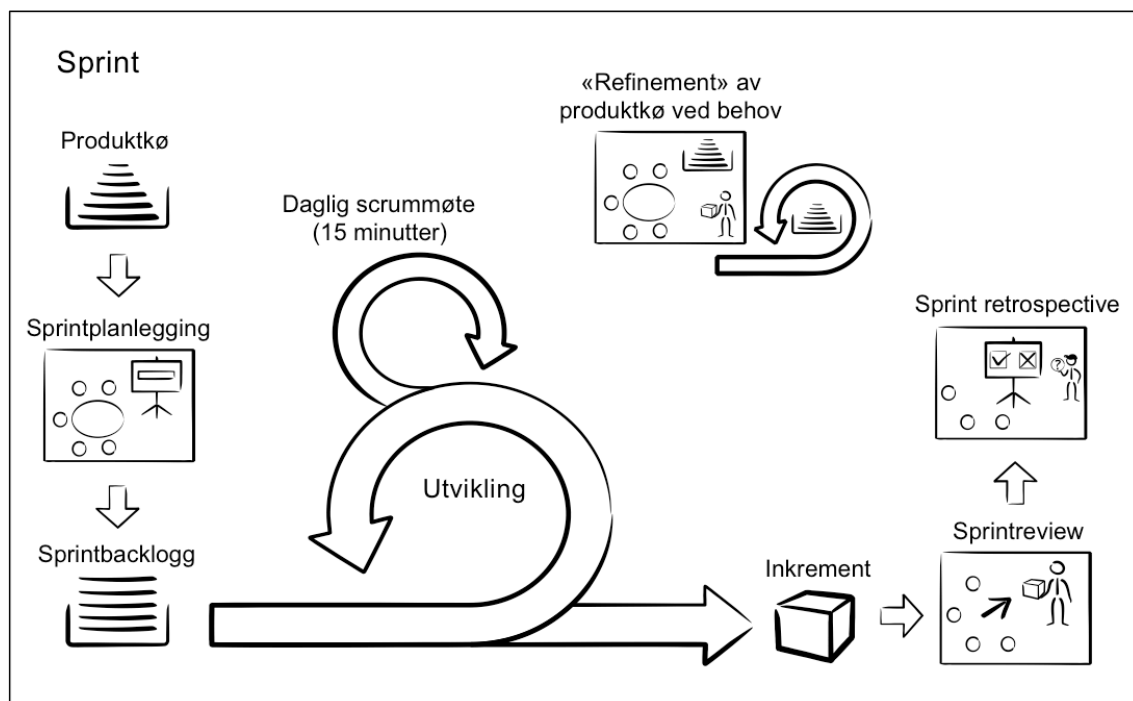 Sprint
Produktkø
Sprintplanlegging
Sprintbacklogg
Daglig scrummøte
(15 minutter)
Utvikling
«Refinement» av
produktkø ved behov
Inkrement
Sprintreview
Sprint retrospective
?